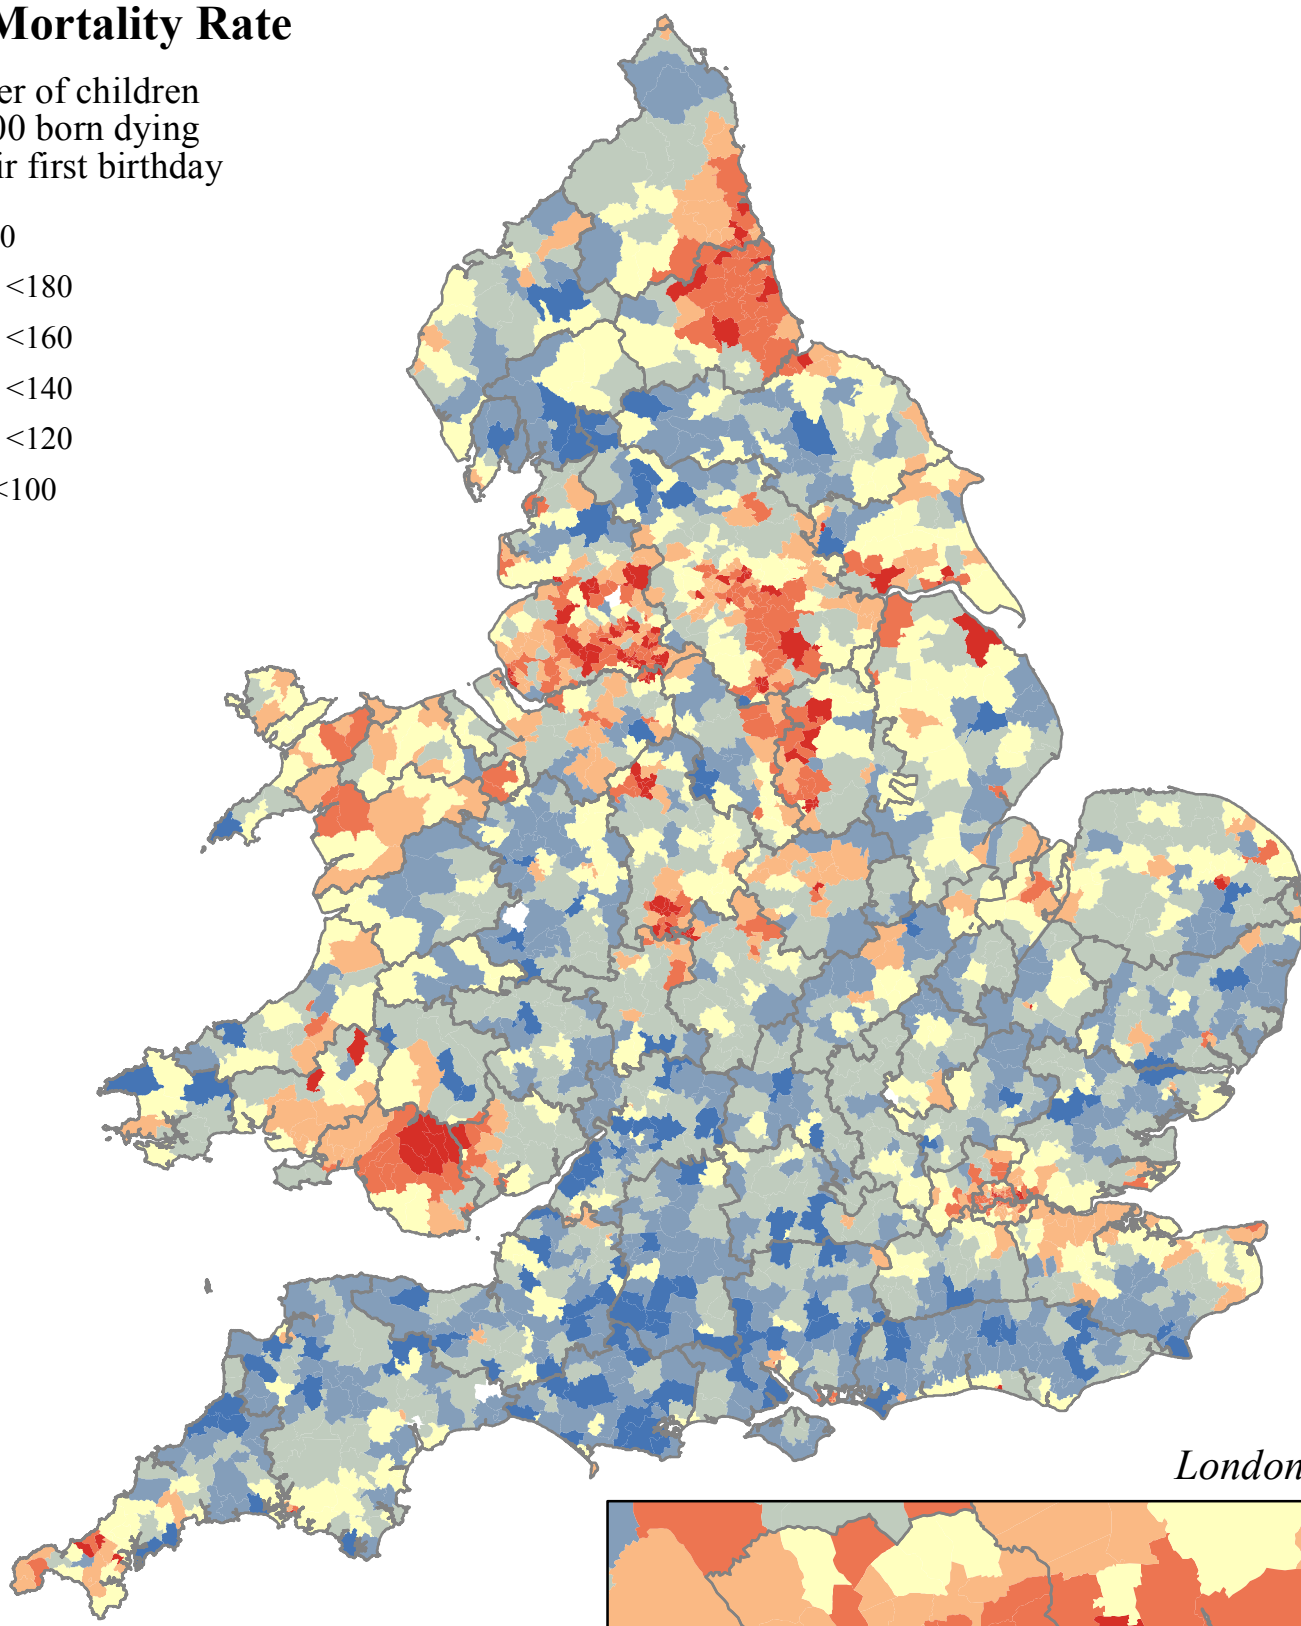 Mortality Rate
er of children
00 born dying
ir first birthday
0
<180
<160
<140
<120
<100
London